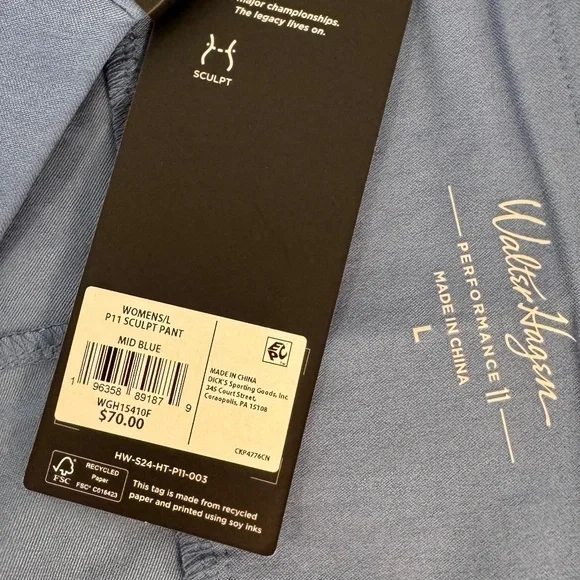 major championships.
The legacy lives on.
SCULPT
WOMENS/L
P11 SCULPT PANT
MID BLUE
1 96358 89187 9
WGH15410F
$70.00
EPC
MADE IN CHINA
DICK'S Sporting Goods, Inc
345 Court Street,
Coraopolis, PA 15108
CKP4776CN
HW-S24-HT-P11-003
FSC
RECYCLED
Paper
FSC® C016423
This tag is made from recycled
paper and printed using soy inks
Walter Hagen
PERFORMANCE 11
MADE IN CHINA
L